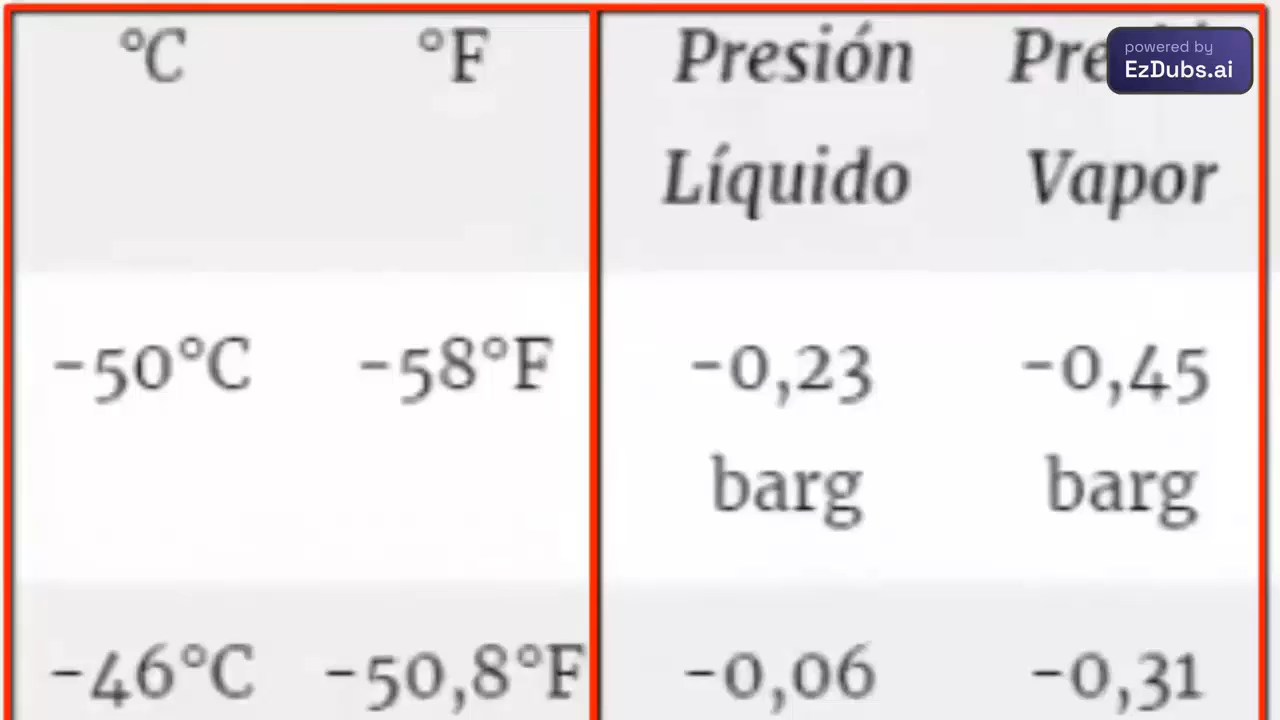 °C °F Presión
powered by
EzDubs.ai
Líquido Vapor
-50°C -58°F -0,23 -0,45
barg barg
-46°C -50,8°F -0,06 -0,31